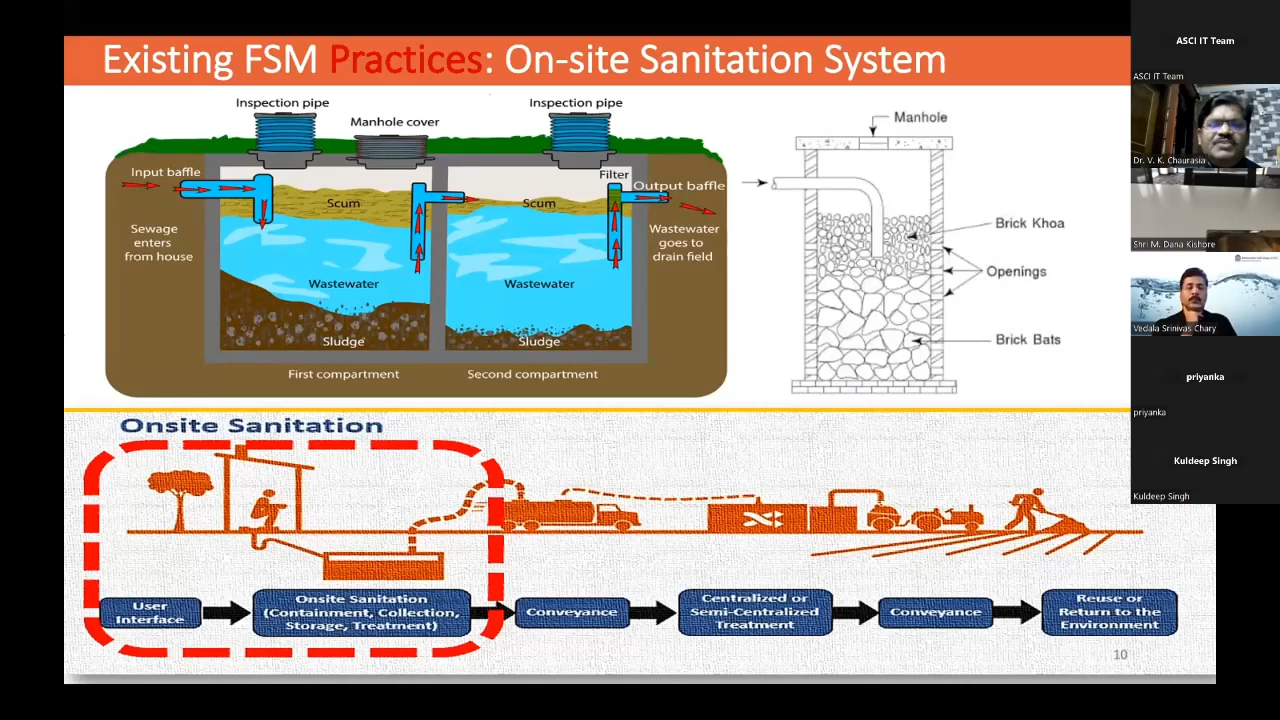 Existing FSM Practices: On-site Sanitation System
Inspection pipe
Manhole cover
Inspection pipe
Input baffle
Scum
Sewage
enters
from house
Wastewater
Sludge
First compartment
Filter
Output baffle
Scum
Wastewater
goes to
drain field
Wastewater
Sludge
Second compartment
Manhole
Brick Khoa
Openings
Brick Bats
Onsite Sanitation
User
Interface
Onsite Sanitation
(Containment, Collection,
Storage, Treatment)
Conveyance
Centralized or
Semi-Centralized
Treatment
Conveyance
Reuse or
Return to the
Environment
10
ASCI IT Team
ASCI IT Team
Dr. V. K. Chaurasia
Shri M. Dana Kishore
Vedala Srinivas Chary
priyanka
priyanka
Kuldeep Singh
Kuldeep Singh